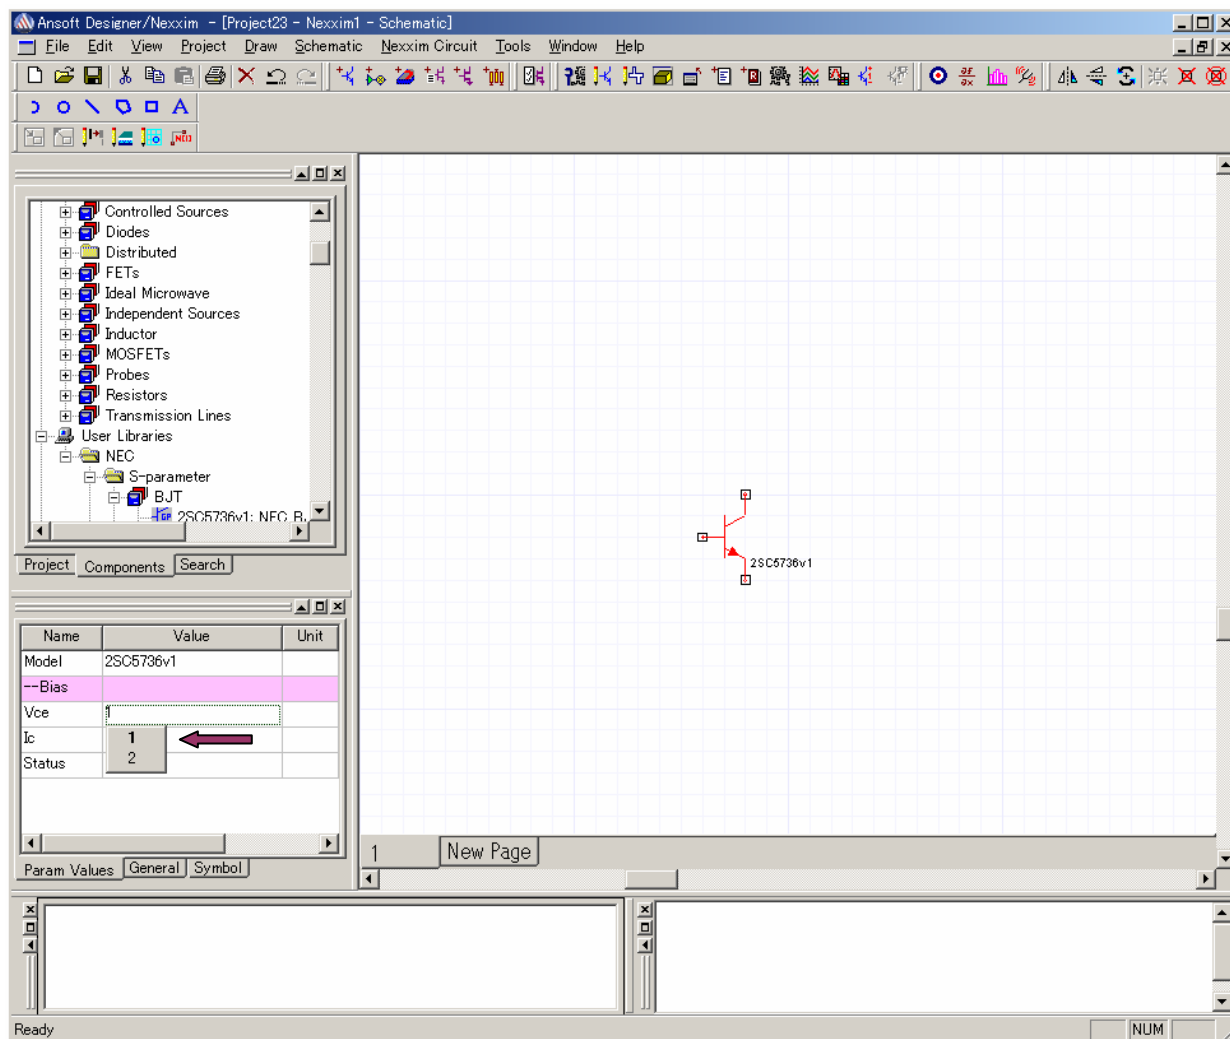 Ansoft Designer/Nexxim - [Project23 - Nexxim1 - Schematic]
File Edit View Project Draw Schematic Nexxim Circuit Tools Window Help
Controlled Sources
Diodes
Distributed
FETs
Ideal Microwave
Independent Sources
Inductor
MOSFETs
Probes
Resistors
Transmission Lines
User Libraries
NEC
S-parameter
BJT
2SC5736v1: NEC B.
Project Components Search
2SC5736v1
Name Value Unit
Model 2SC5736v1
--Bias
Vce 1
Ic 1
2
Status
Param Values General Symbol
1 New Page
Ready NUM